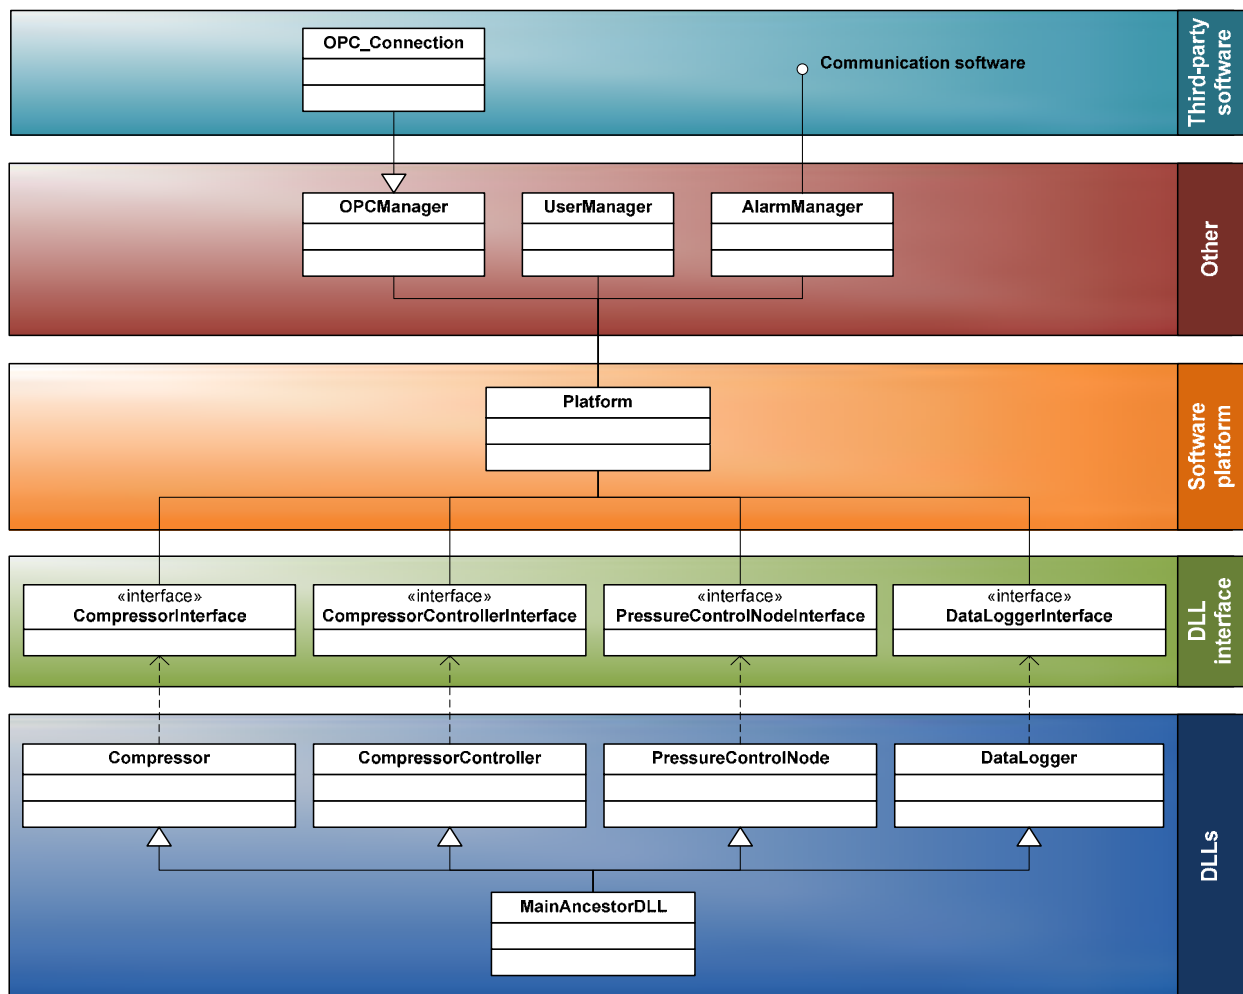 OPC_Connection
Communication software
Third-party
software
OPCManager
UserManager
AlarmManager
Other
Platform
Software
platform
«interface»
CompressorInterface
«interface»
CompressorControllerInterface
«interface»
PressureControlNodeInterface
«interface»
DataLoggerInterface
DLL
interface
Compressor
CompressorController
PressureControlNode
DataLogger
MainAncestorDLL
DLLs